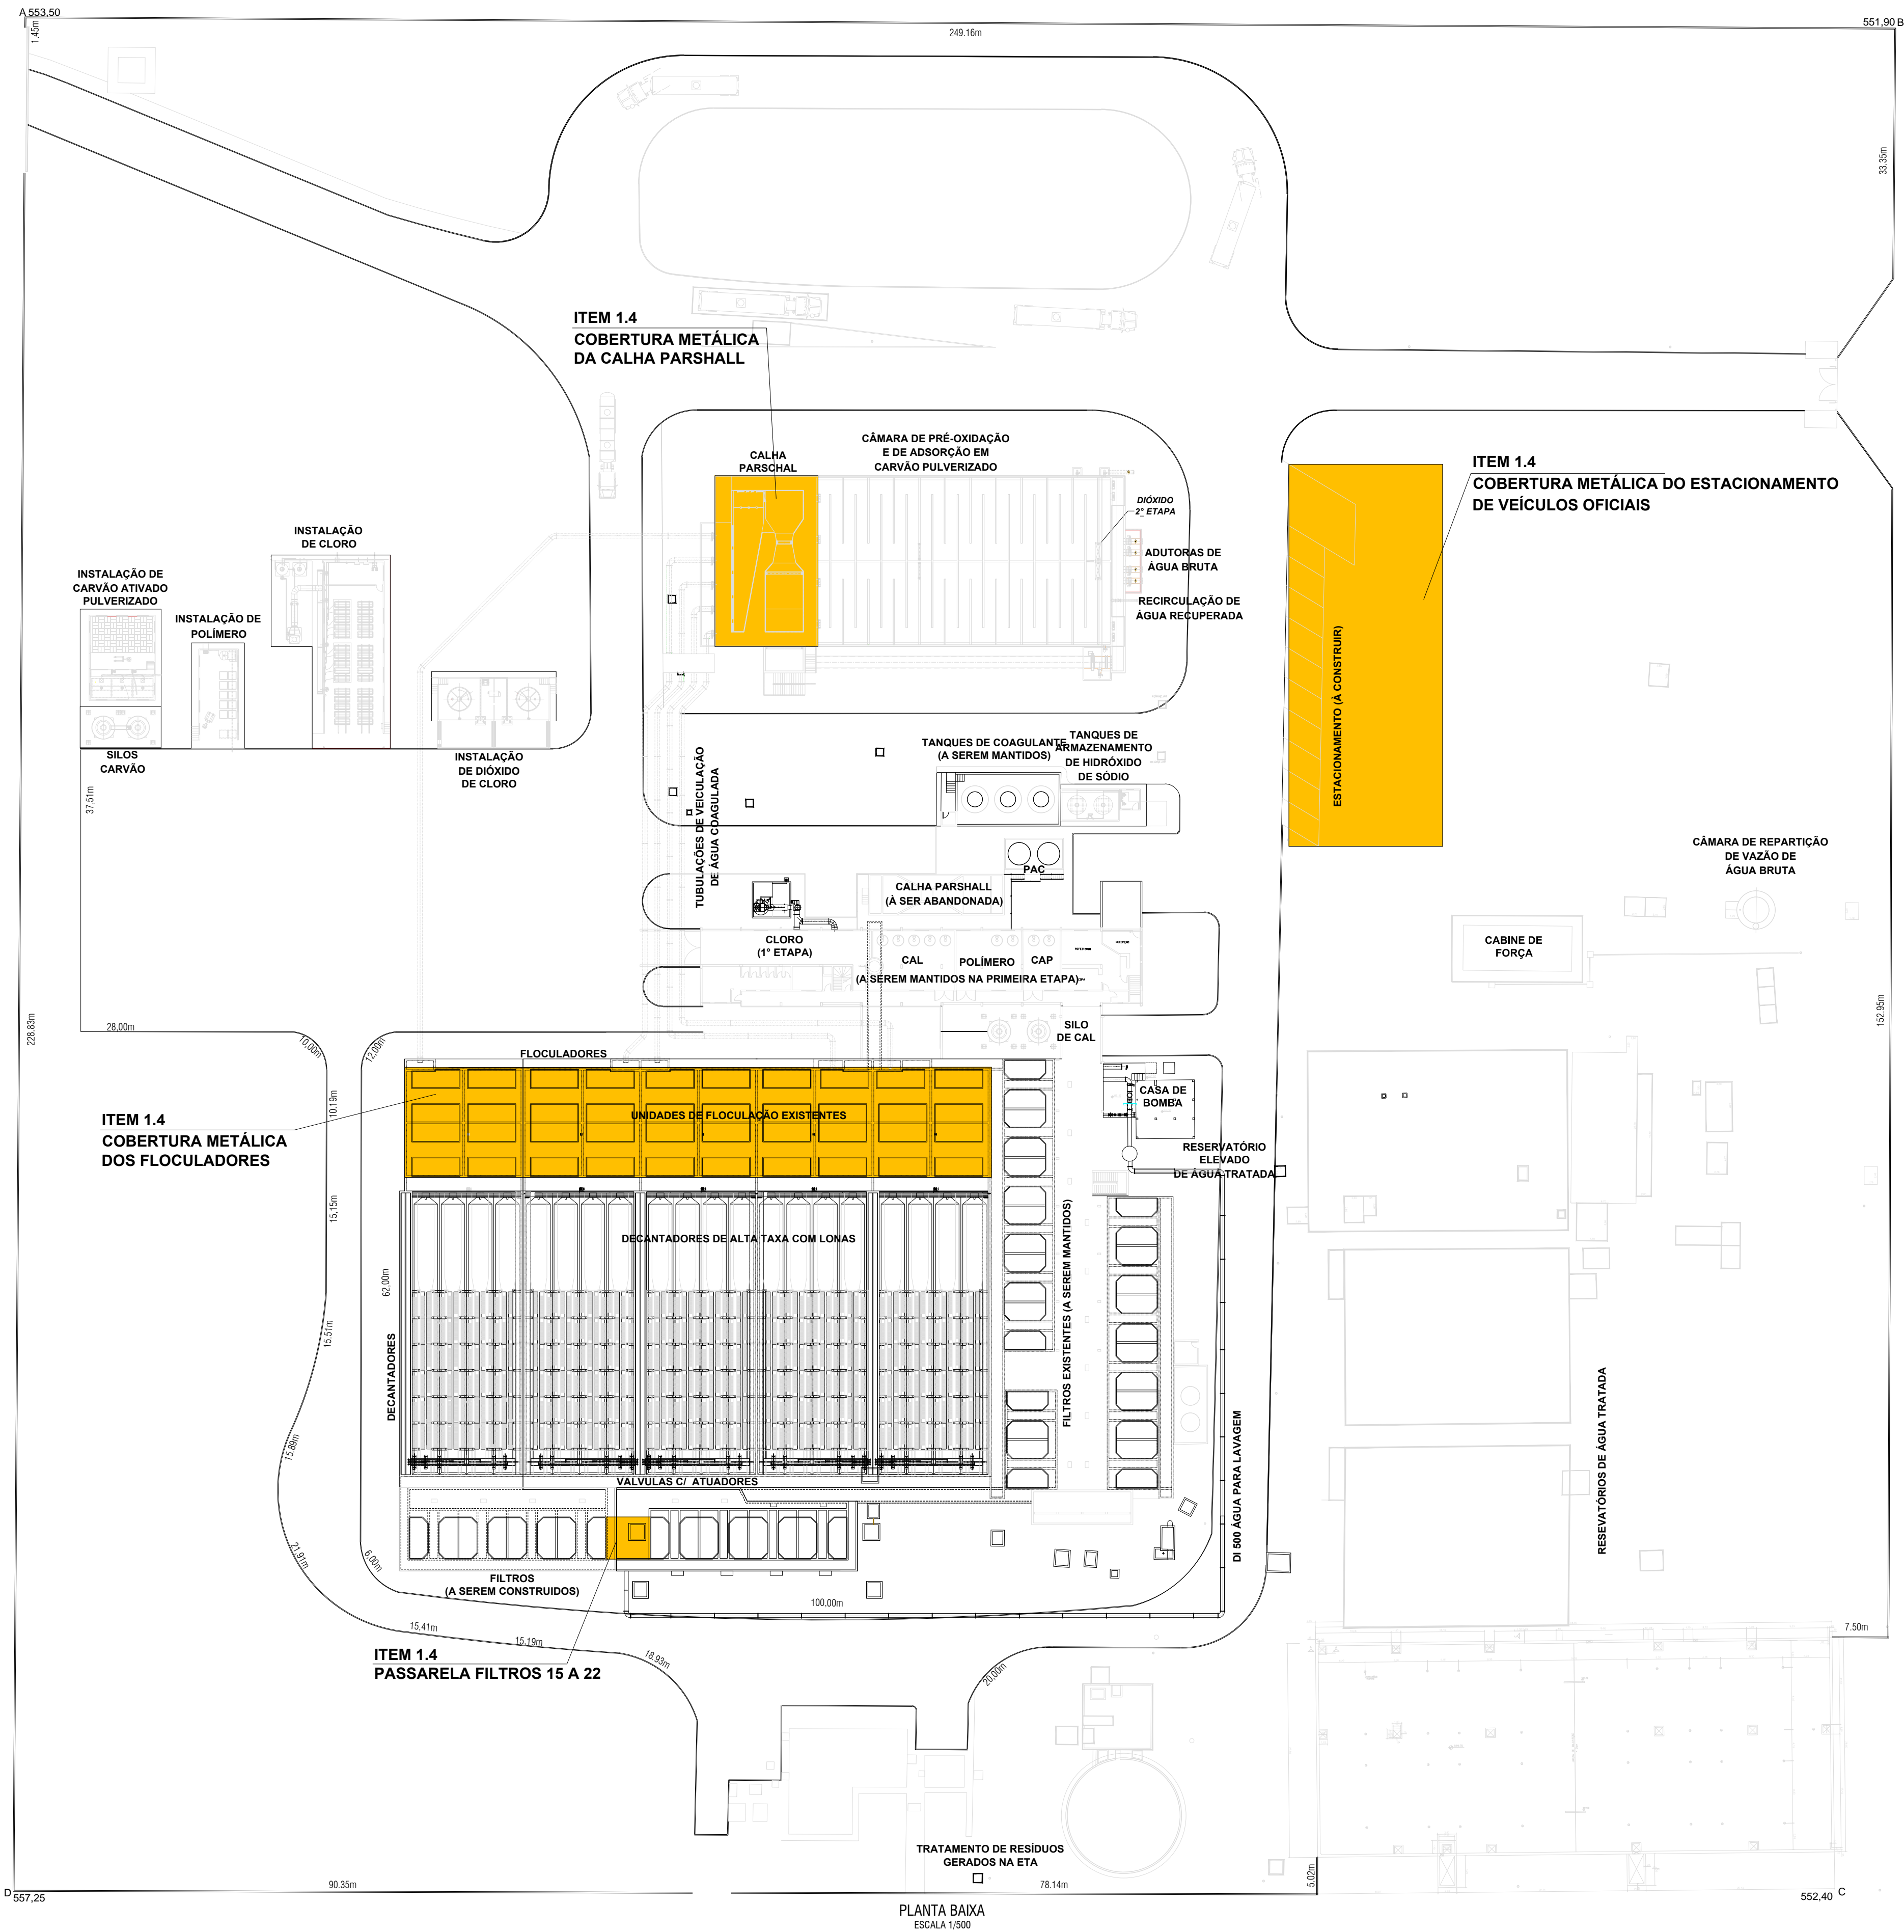 A 553,50
551,90 B
1.45m
249.16m
33.35m
ITEM 1.4
COBERTURA METÁLICA
DA CALHA PARSHALL
CALHA
PARSCHAL
CÂMARA DE PRÉ-OXIDAÇÃO
E DE ADSORÇÃO EM
CARVÃO PULVERIZADO
ITEM 1.4
COBERTURA METÁLICA DO ESTACIONAMENTO
DE VEÍCULOS OFICIAIS
DIÓXIDO
2° ETAPA
INSTALAÇÃO
DE CLORO
ADUTORAS DE
ÁGUA BRUTA
INSTALAÇÃO DE
CARVÃO ATIVADO
PULVERIZADO
RECIRCULAÇÃO DE
ÁGUA RECUPERADA
INSTALAÇÃO DE
POLÍMERO
ESTACIONAMENTO (À CONSTRUIR)
SILOS
CARVÃO
INSTALAÇÃO
DE DIÓXIDO
DE CLORO
TANQUES DE COAGULANTE
(A SEREM MANTIDOS)
TANQUES DE
ARMAZENAMENTO
DE HIDRÓXIDO
DE SÓDIO
37,51m
TUBULAÇÕES DE VEICULAÇÃO
DE ÁGUA COAGULADA
PAC
CÂMARA DE REPARTIÇÃO
DE VAZÃO DE
ÁGUA BRUTA
CALHA PARSHALL
(À SER ABANDONADA)
CLORO
(1° ETAPA)
CAL
POLÍMERO
CAP
(A SEREM MANTIDOS NA PRIMEIRA ETAPA)
CABINE DE
FORÇA
228.83m
152.95m
28,00m
10,00m
12,00m
SILO
DE CAL
FLOCULADORES
ITEM 1.4
COBERTURA METÁLICA
DOS FLOCULADORES
10,19m
UNIDADES DE FLOCULAÇÃO EXISTENTES
CASA DE
BOMBA
RESERVATÓRIO
ELEVADO
DE ÁGUA TRATADA
15,15m
DECANTADORES DE ALTA TAXA COM LONAS
FILTROS EXISTENTES (A SEREM MANTIDOS)
62,00m
15.51m
DECANTADORES
15,89m
VALVULAS C/ ATUADORES
DI 500 ÁGUA PARA LAVAGEM
RESEVATÓRIOS DE ÁGUA TRATADA
21,91m
6,00m
FILTROS
(A SEREM CONSTRUIDOS)
100,00m
15,41m
15,19m
18,93m
20,00m
7.50m
ITEM 1.4
PASSARELA FILTROS 15 A 22
TRATAMENTO DE RESÍDUOS
GERADOS NA ETA
5.02m
90.35m
78.14m
D 557,25
552,40 C
PLANTA BAIXA
ESCALA 1/500